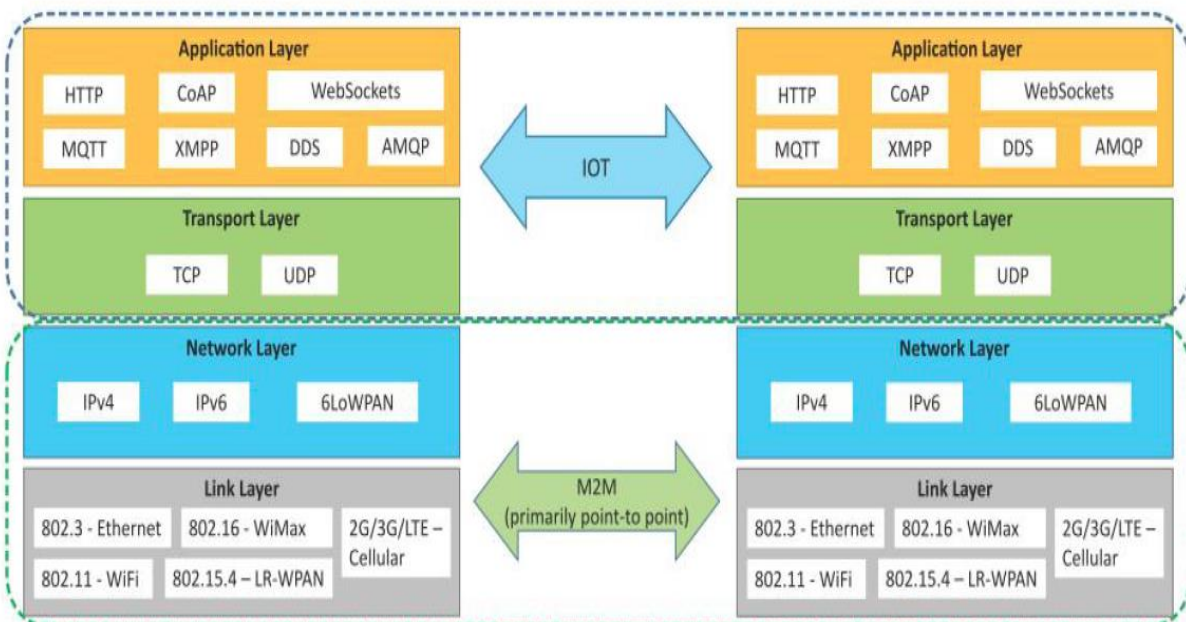 Application Layer
HTTP CoAP WebSockets
MQTT XMPP DDS AMQP
Transport Layer
TCP UDP
Network Layer
IPv4 IPv6 6LoWPAN
Link Layer
802.3 - Ethernet 802.16 - WiMax 2G/3G/LTE –
Cellular
802.11 - WiFi 802.15.4 – LR-WPAN
IOT
M2M
(primarily point-to point)
Application Layer
HTTP CoAP WebSockets
MQTT XMPP DDS AMQP
Transport Layer
TCP UDP
Network Layer
IPv4 IPv6 6LoWPAN
Link Layer
802.3 - Ethernet 802.16 - WiMax 2G/3G/LTE –
Cellular
802.11 - WiFi 802.15.4 – LR-WPAN